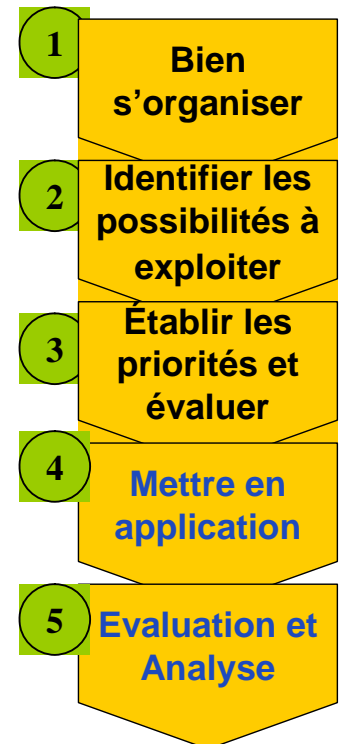 1
Bien
s’organiser
2
Identifier les
possibilités à
exploiter
3
Établir les
priorités et
évaluer
4
Mettre en
application
5
Evaluation et
Analyse